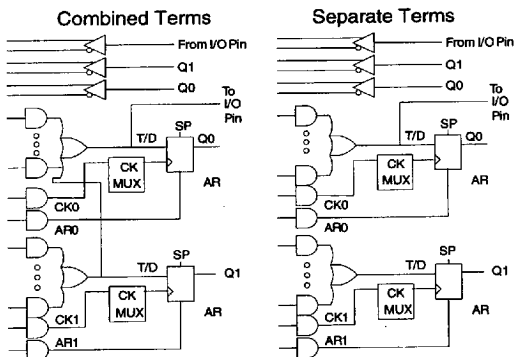 Combined Terms
From I/O Pin
Q1
Q0
To
I/O
Pin
SP
T/D
Q0
CK
MUX
CK0
AR
AR0
SP
T/D
Q1
CK
MUX
CK1
AR
AR1
Separate Terms
From I/O Pin
Q1
Q0
To
I/O
Pin
SP
T/D
Q0
CK
MUX
CK0
AR
AR0
SP
T/D
Q1
CK
MUX
CK1
AR
AR1